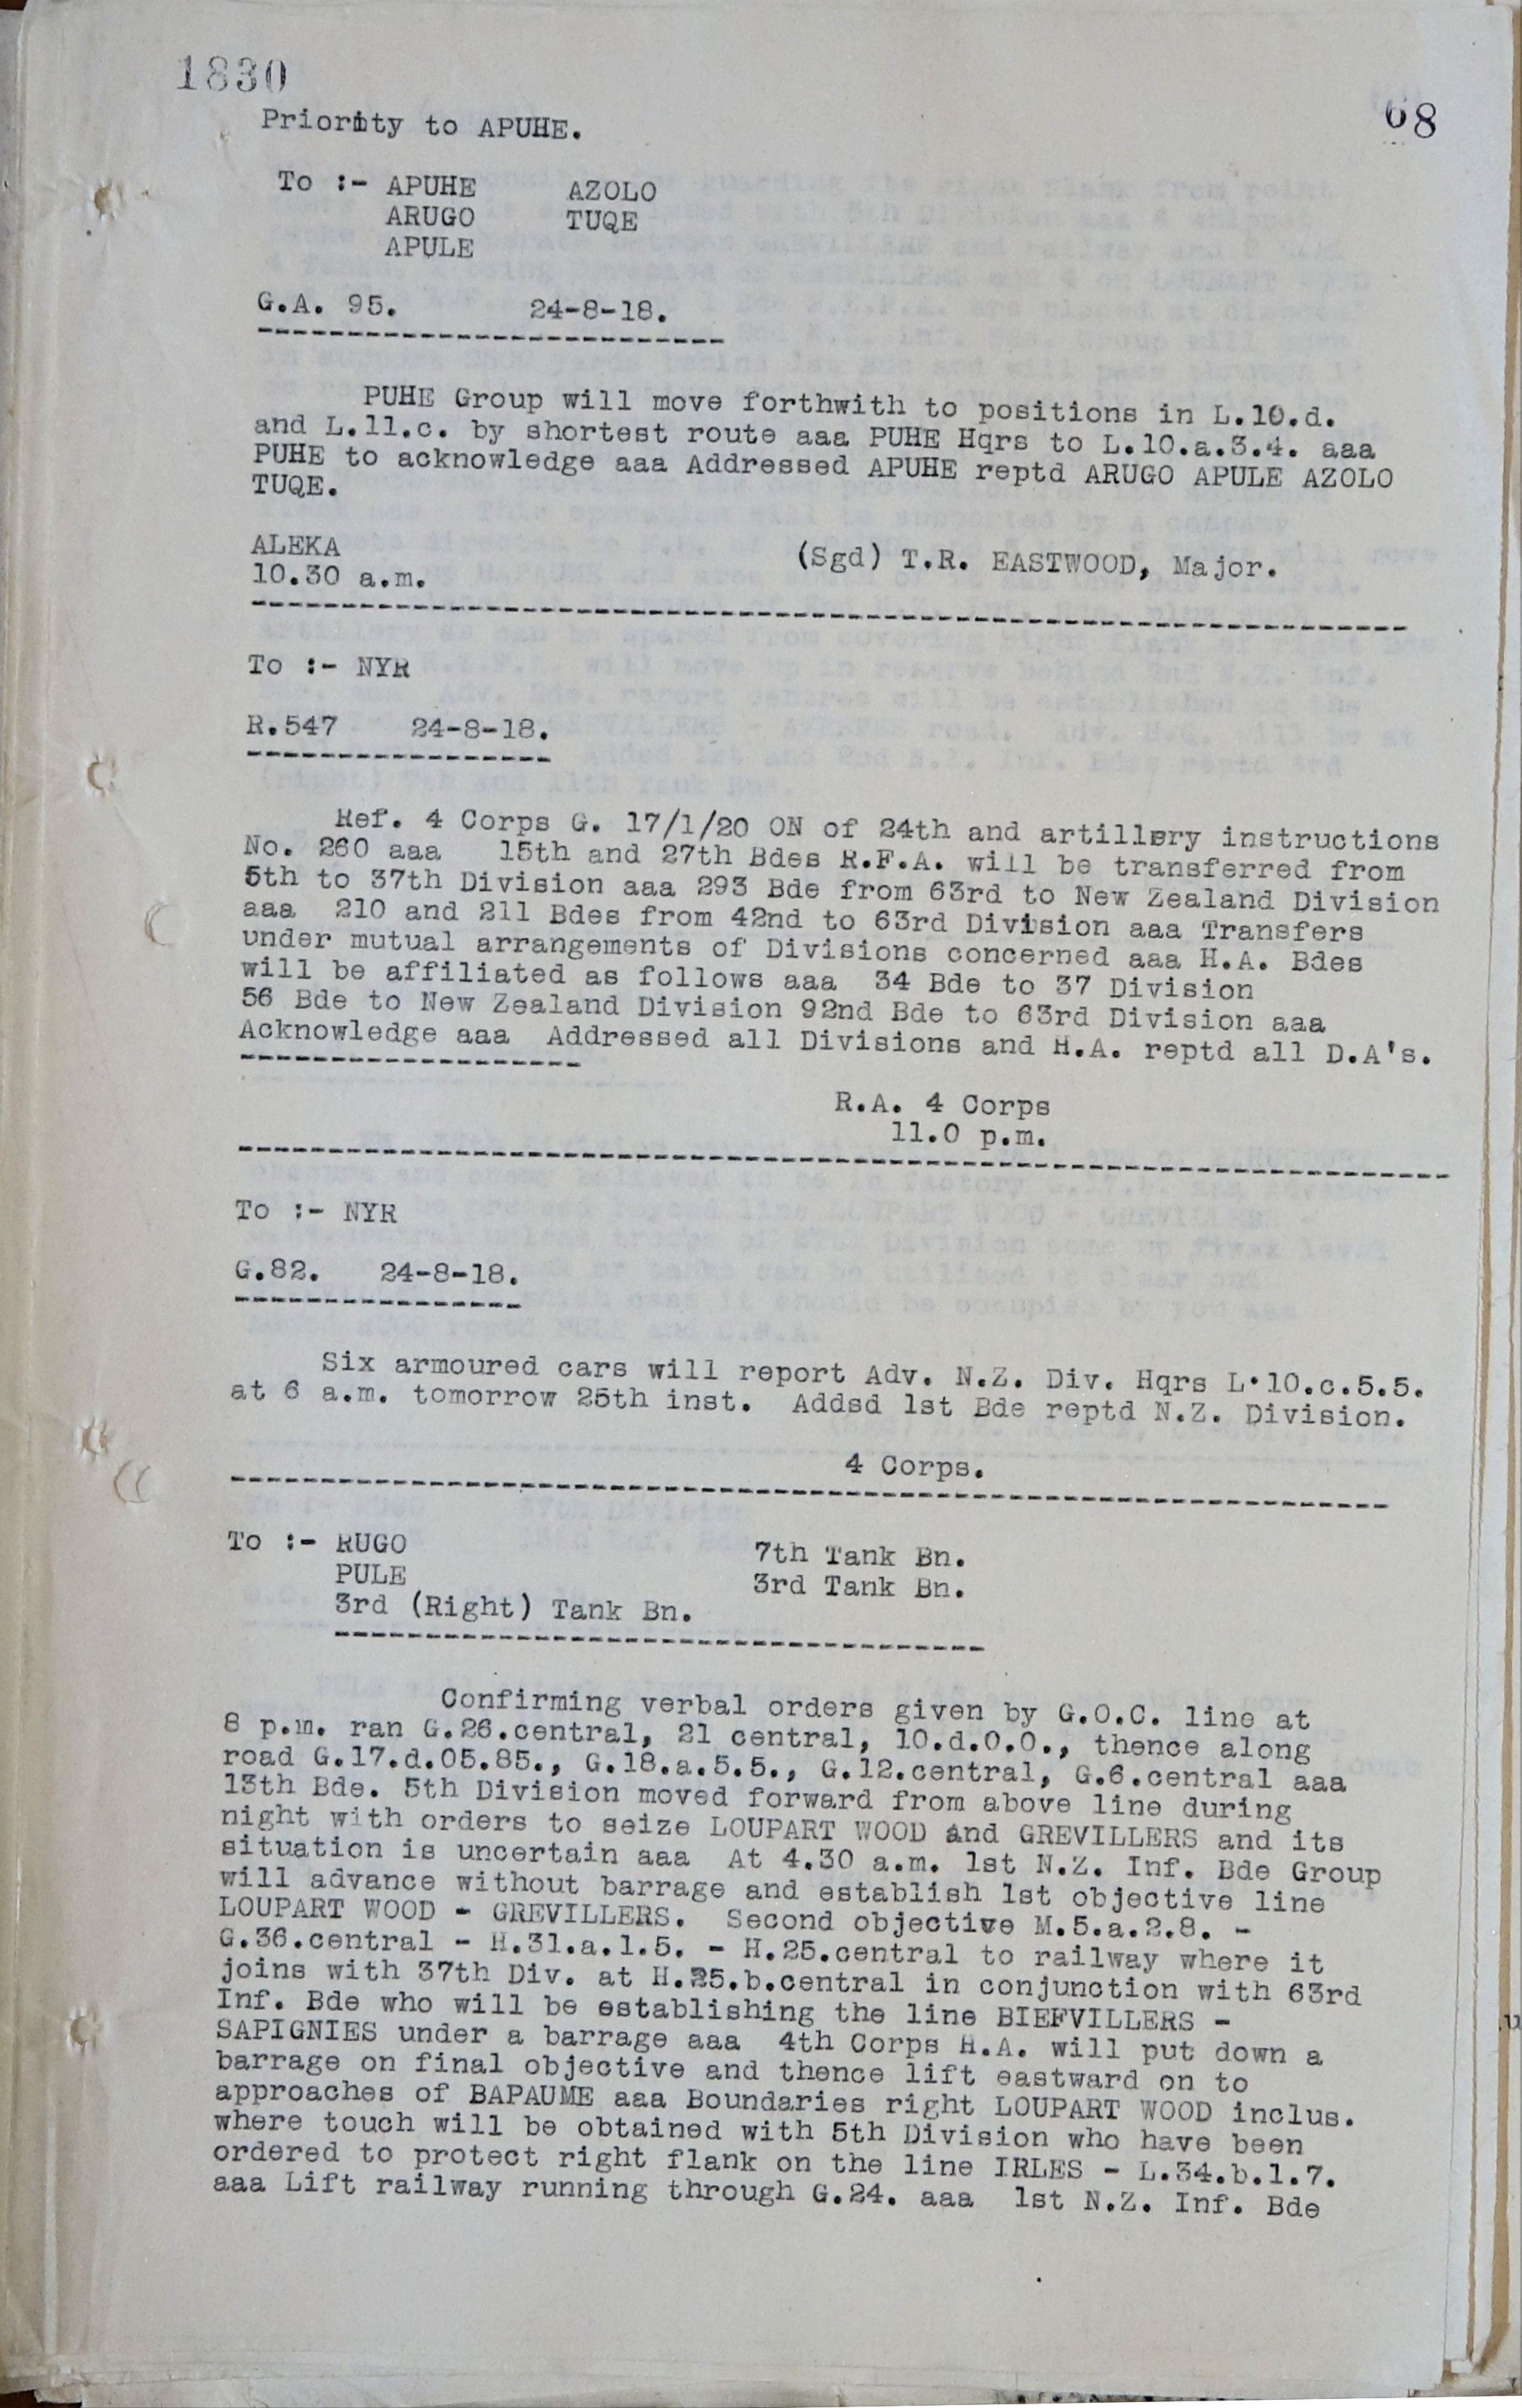 1830
68
Priority to APUHE.
To :- APUHE AZOLO
ARUGO TUQE
APULE
G.A. 95. 24-8-18.
PUHE Group will move forthwith to positions in L.10.d.
and L.11.c. by shortest route aaa PUHE Hqrs to L.10.a.3.4. aaa
PUHE to acknowledge aaa Addressed APUHE reptd ARUGO APULE AZOLO
TUQE.
ALEKA (Sgd) T.R. EASTWOOD, Major.
10.30 a.m.
To :- NYR
R.547 24-8-18.
Ref. 4 Corps G. 17/1/20 ON of 24th and artillery instructions
No. 260 aaa 15th and 27th Bdes R.F.A. will be transferred from
5th to 37th Division aaa 293 Bde from 63rd to New Zealand Division
aaa 210 and 211 Bdes from 42nd to 63rd Division aaa Transfers
under mutual arrangements of Divisions concerned aaa H.A. Bdes
will be affiliated as follows aaa 34 Bde to 37 Division
56 Bde to New Zealand Division 92nd Bde to 63rd Division aaa
Acknowledge aaa Addressed all Divisions and H.A. reptd all D.A's.
R.A. 4 Corps
11.0 p.m.
To :- NYR
G.82. 24-8-18.
Six armoured cars will report Adv. N.Z. Div. Hqrs L.10.c.5.5.
at 6 a.m. tomorrow 25th inst. Addsd 1st Bde reptd N.Z. Division.
4 Corps.
To :- RUGO 7th Tank Bn.
PULE 3rd Tank Bn.
3rd (Right) Tank Bn.
Confirming verbal orders given by G.O.C. line at
8 p.m. ran G.26.central, 21 central, 10.d.0.0., thence along
road G.17.d.05.85., G.18.a.5.5., G.12.central, G.6.central aaa
13th Bde. 5th Division moved forward from above line during
night with orders to seize LOUPART WOOD and GREVILLERS and its
situation is uncertain aaa At 4.30 a.m. 1st N.Z. Inf. Bde Group
will advance without barrage and establish 1st objective line
LOUPART WOOD - GREVILLERS. Second objective M.5.a.2.8. -
G.36.central - H.31.a.1.5. - H.25.central to railway where it
joins with 37th Div. at H.25.b.central in conjunction with 63rd
Inf. Bde who will be establishing the line BIEFVILLERS -
SAPIGNIES under a barrage aaa 4th Corps H.A. will put down a
barrage on final objective and thence lift eastward on to
approaches of BAPAUME aaa Boundaries right LOUPART WOOD inclus.
where touch will be obtained with 5th Division who have been
ordered to protect right flank on the line IRLES - L.34.b.1.7.
aaa Lift railway running through G.24. aaa 1st N.Z. Inf. Bde